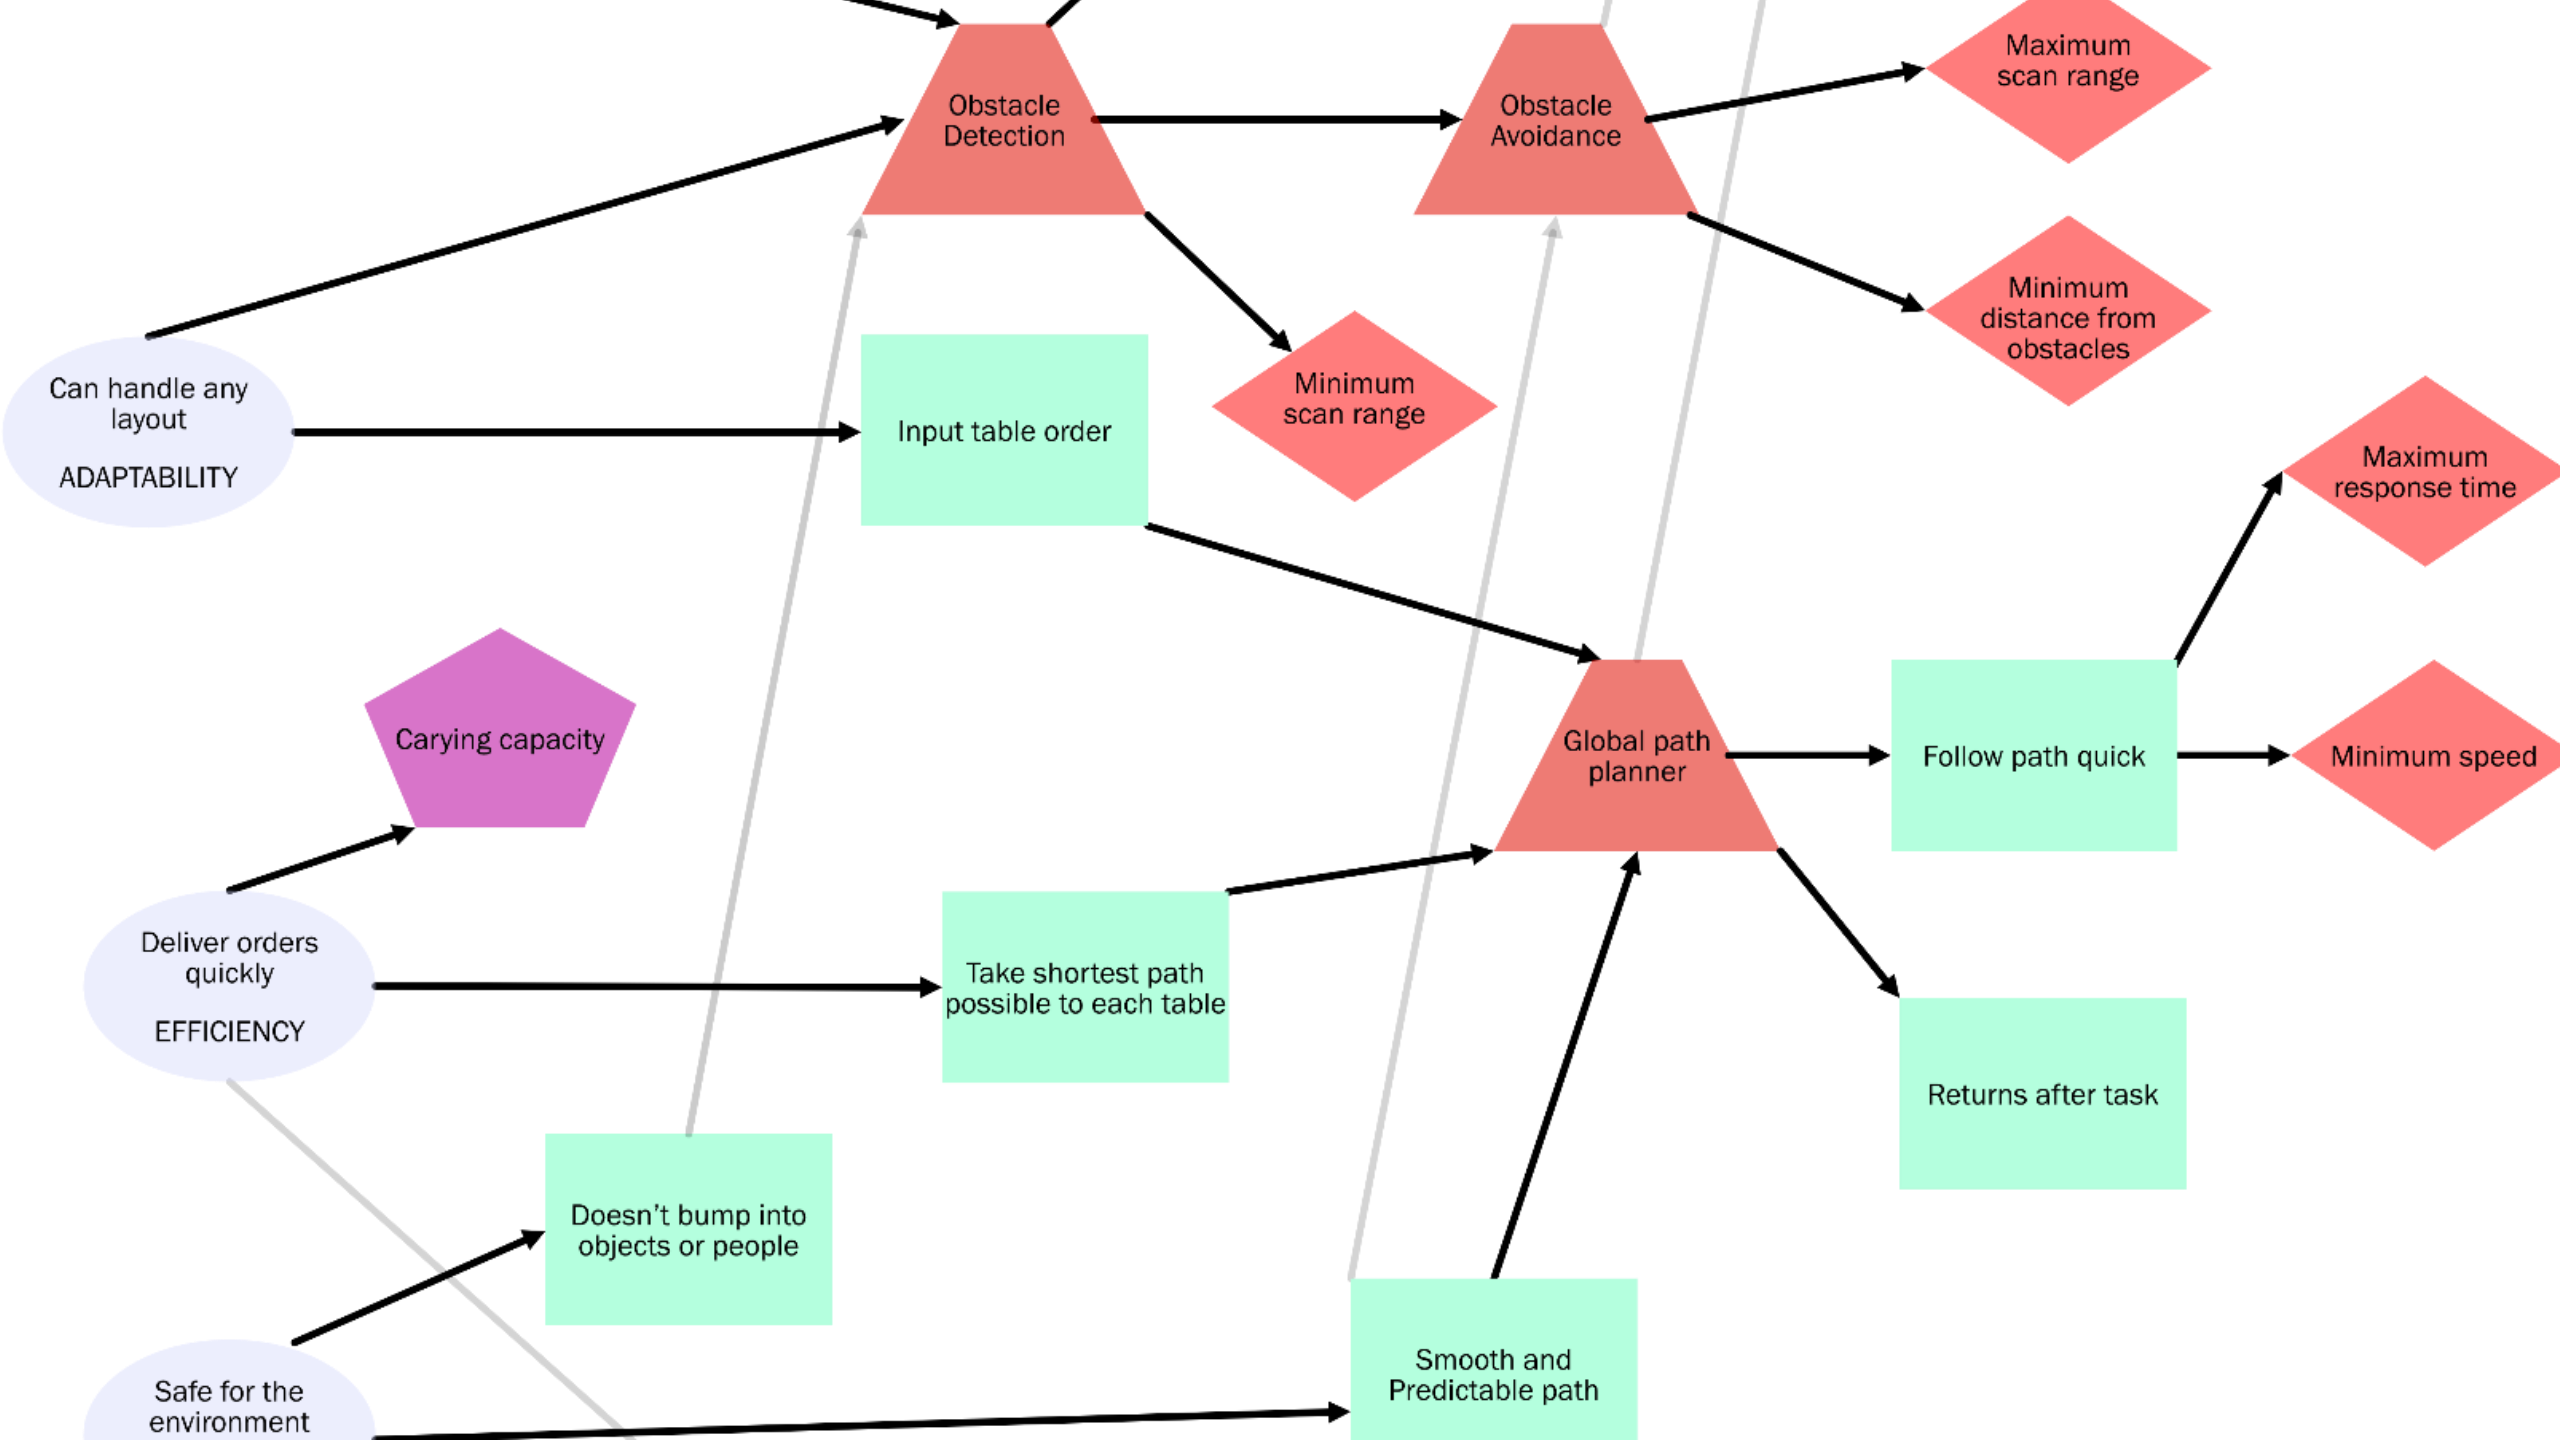 Maximum
scan range
Obstacle
Detection
Obstacle
Avoidance
Minimum
distance from
obstacles
Can handle any
layout
ADAPTABILITY
Input table order
Minimum
scan range
Maximum
response time
Carying capacity
Global path
planner
Follow path quick
Minimum speed
Deliver orders
quickly
EFFICIENCY
Take shortest path
possible to each table
Returns after task
Doesn't bump into
objects or people
Smooth and
Predictable path
Safe for the
environment